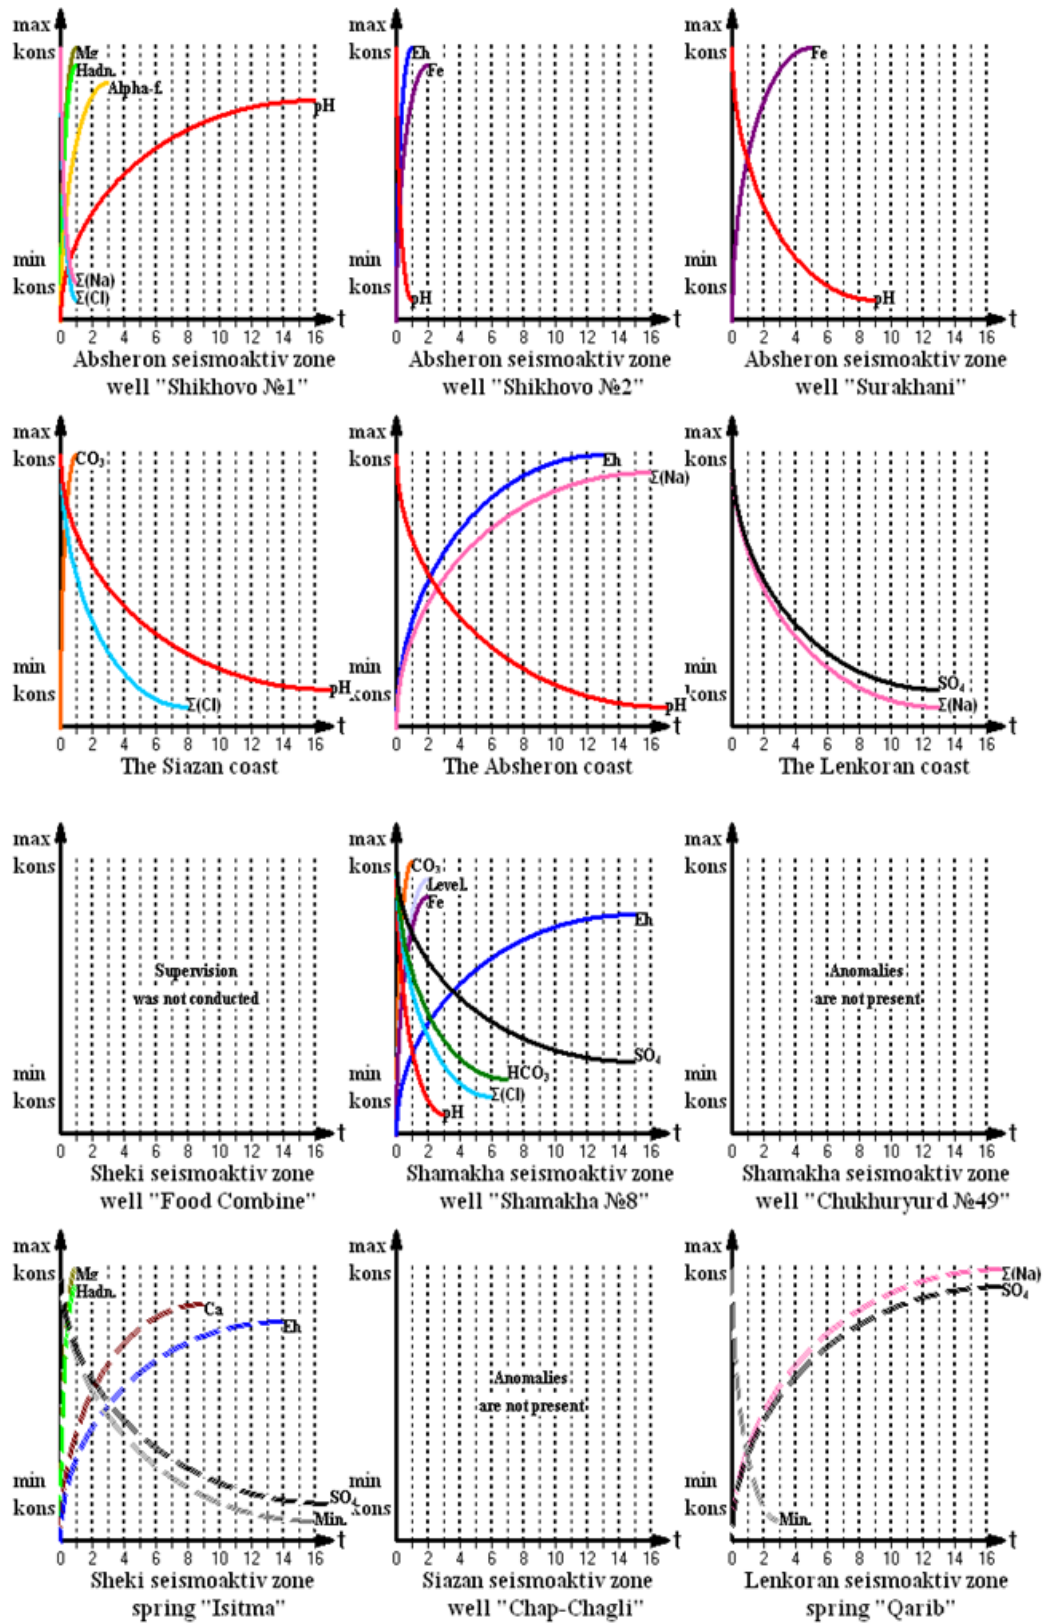 max
kons
Mg
Hadn.
Alpha-f.
pH
min
kons
Σ(Na)
Σ(Cl)
0 2 4 6 8 10 12 14 16 t
Absheron seismoaktiv zone
well "Shikhovo №1"
max
kons
Eh
Fe
min
kons
pH
0 2 4 6 8 10 12 14 16 t
Absheron seismoaktiv zone
well "Shikhovo №2"
max
kons
Fe
min
kons
pH
0 2 4 6 8 10 12 14 16 t
Absheron seismoaktiv zone
well "Surakhani"
max
kons
CO₃
min
kons
pH
Σ(Cl)
0 2 4 6 8 10 12 14 16 t
The Siazan coast
max
kons
Eh
Σ(Na)
min
kons
pH
0 2 4 6 8 10 12 14 16 t
The Absheron coast
max
kons
min
kons
SO₄
Σ(Na)
0 2 4 6 8 10 12 14 16 t
The Lenkoran coast
max
kons
Supervision
was not conducted
min
kons
0 2 4 6 8 10 12 14 16 t
Sheki seismoaktiv zone
well "Food Combine"
max
kons
CO₃
Level.
Fe
Eh
min
kons
SO₄
HCO₃
Σ(Cl)
pH
0 2 4 6 8 10 12 14 16 t
Shamakha seismoaktiv zone
well "Shamakha №8"
max
kons
Anomalies
are not present
min
kons
0 2 4 6 8 10 12 14 16 t
Shamakha seismoaktiv zone
well "Chukhuryurd №49"
max
kons
Mg
Hadn.
Ca
Eh
min
kons
SO₄
Min.
0 2 4 6 8 10 12 14 16 t
Sheki seismoaktiv zone
spring "Isitma"
max
kons
Anomalies
are not present
min
kons
0 2 4 6 8 10 12 14 16 t
Siazan seismoaktiv zone
well "Chap-Chagli"
max
kons
Σ(Na)
SO₄
min
kons
Min.
0 2 4 6 8 10 12 14 16 t
Lenkoran seismoaktiv zone
spring "Qarib"